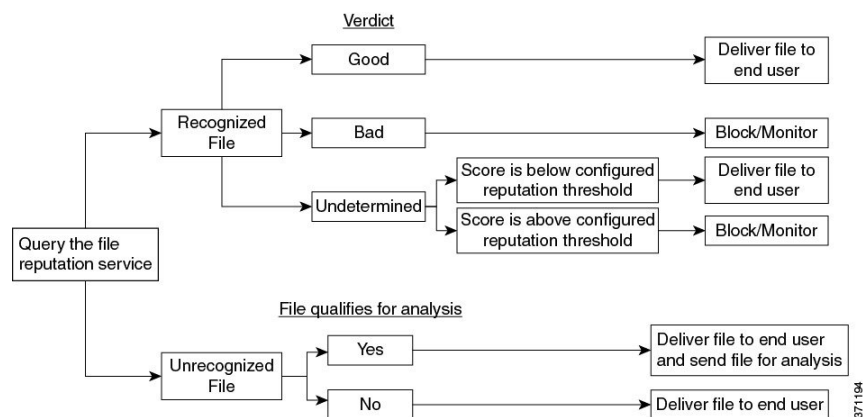 Verdict
Good
Deliver file to
end user
Recognized
File
Bad
Block/Monitor
Undetermined
Score is below configured
reputation threshold
Deliver file to
end user
Score is above configured
reputation threshold
Block/Monitor
Query the file
reputation service
File qualifies for analysis
Unrecognized
File
Yes
Deliver file to end user
and send file for analysis
No
Deliver file to end user
371194